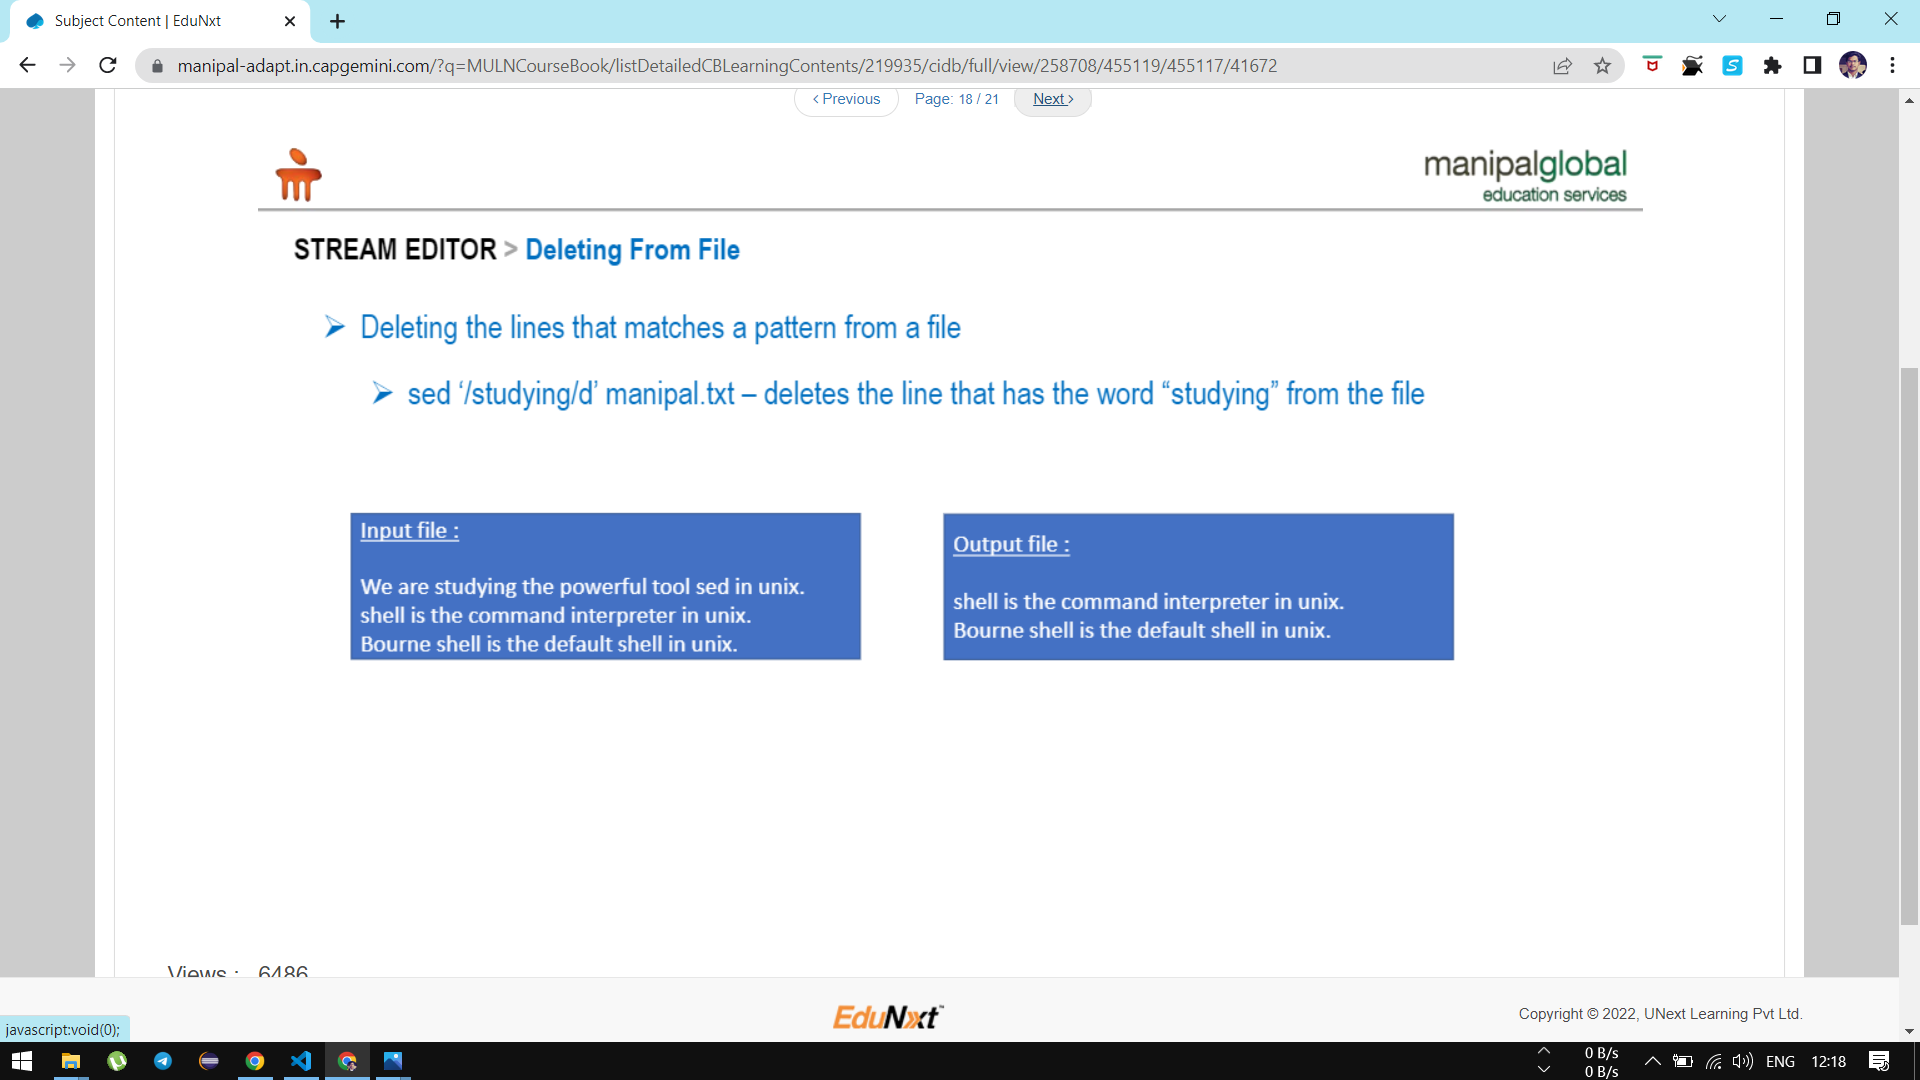 Subject Content | EduNxt
manipal-adapt.in.capgemini.com/?q=MULNCourseBook/listDetailedCBLearningContents/219935/cidb/full/view/258708/455119/455117/41672
‹ Previous Page: 18 / 21 Next ›
manipalglobal
education services
STREAM EDITOR > Deleting From File
➢ Deleting the lines that matches a pattern from a file
➢ sed ‘/studying/d’ manipal.txt – deletes the line that has the word “studying” from the file
Input file :
We are studying the powerful tool sed in unix.
shell is the command interpreter in unix.
Bourne shell is the default shell in unix.
Output file :
shell is the command interpreter in unix.
Bourne shell is the default shell in unix.
Views : 6486
EduNxt™
Copyright © 2022, UNext Learning Pvt Ltd.
javascript:void(0);
0 B/s
0 B/s
ENG
12:18